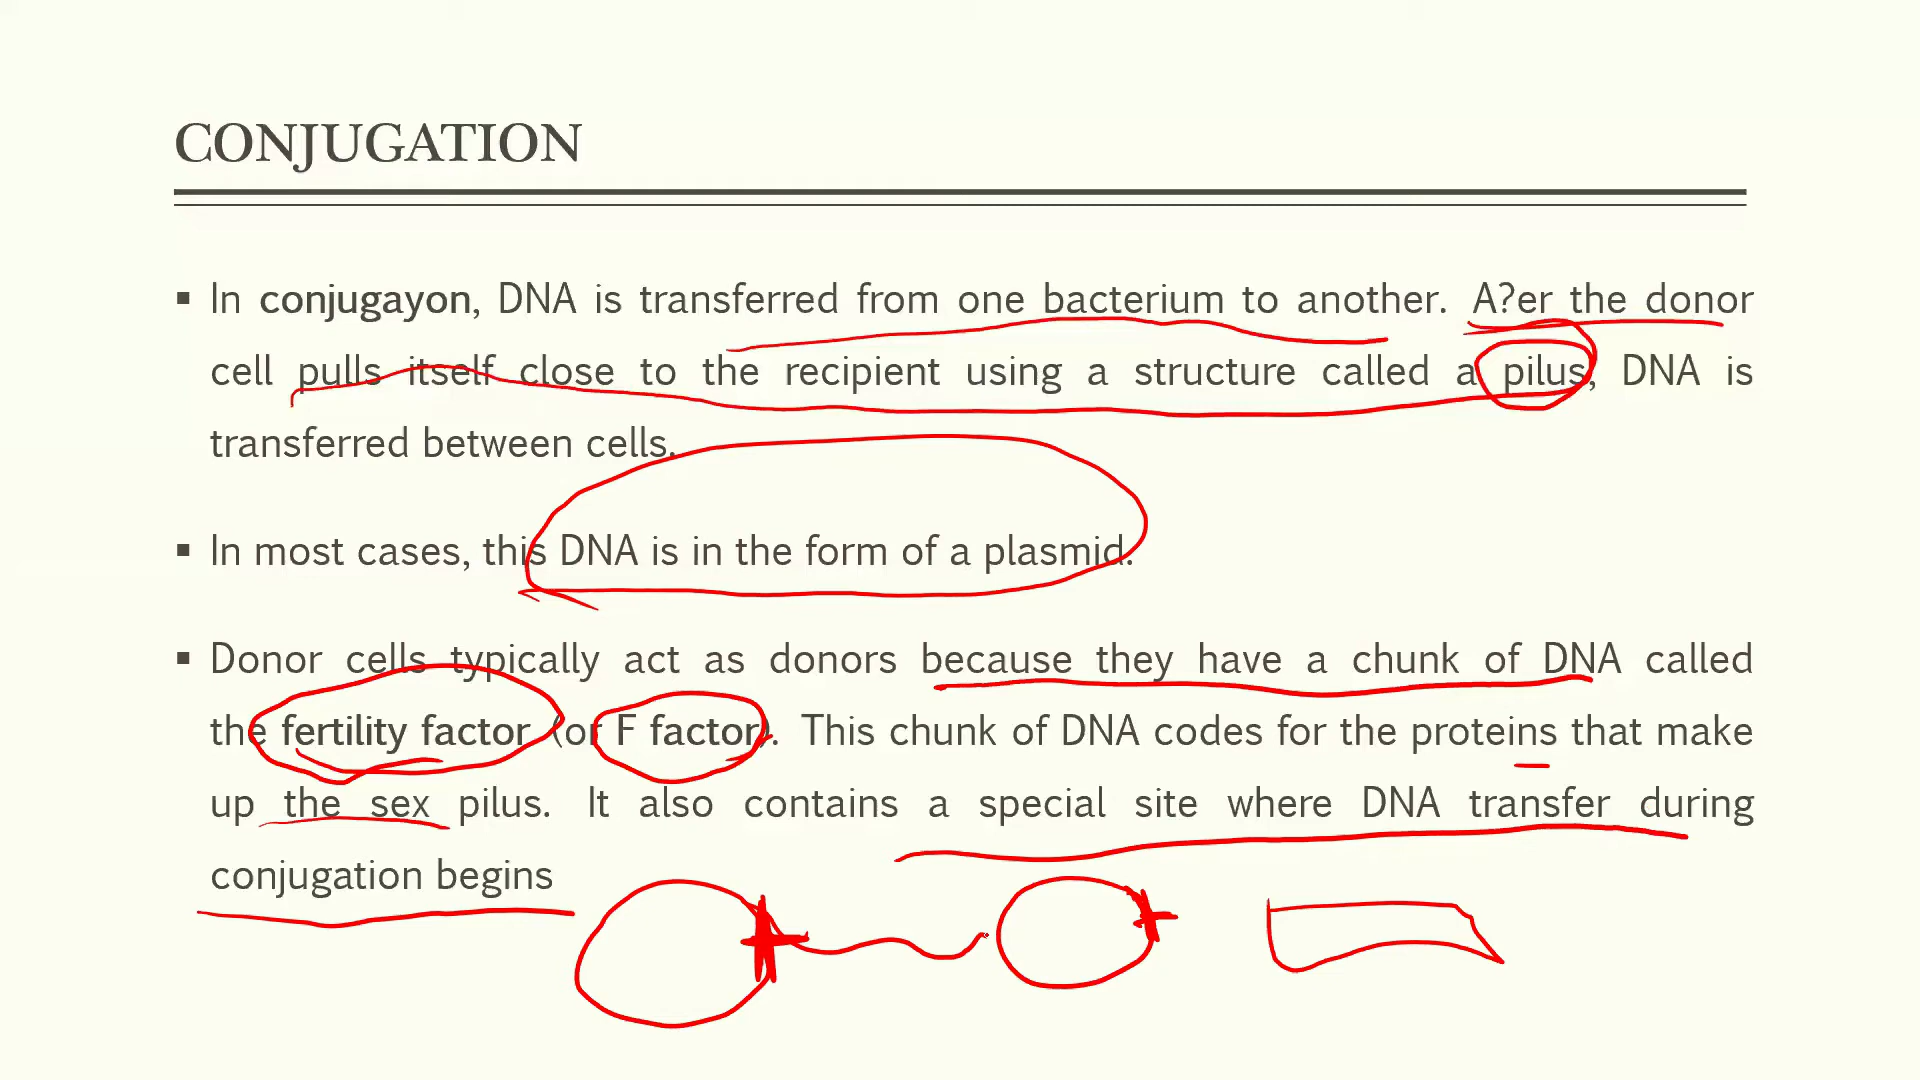 CONJUGATION
▪ In conjugayon, DNA is transferred from one bacterium to another. A?er the donor
cell pulls itself close to the recipient using a structure called a pilus, DNA is
transferred between cells.
▪ In most cases, this DNA is in the form of a plasmid.
▪ Donor cells typically act as donors because they have a chunk of DNA called
the fertility factor (or F factor). This chunk of DNA codes for the proteins that make
up the sex pilus. It also contains a special site where DNA transfer during
conjugation begins